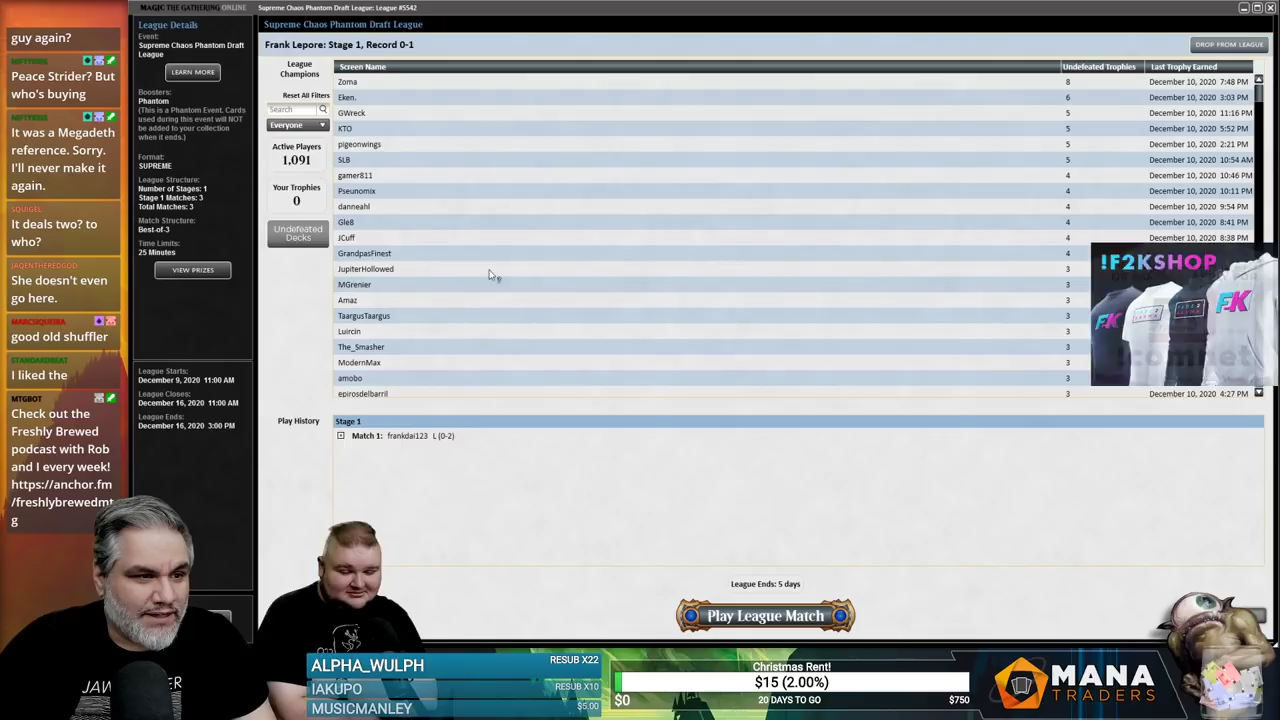 MAGIC THE GATHERING ONLINE
Supreme Chaos Phantom Draft League: League #5542
guy again?
Peace Strider? But
who's buying
It was a Megadeth
reference. Sorry.
I'll never make it
again.
SQUIGEL
It deals two? to
who?
JAQENTHEREDGOD
She doesn't even
go here.
MARCSIQUEIRA
good old shuffler
STANDARDBEAT
I liked the
MTGBOT
Check out the
Freshly Brewed
podcast with Rob
and I every week!
https://anchor.fm
/freshlybrewedmt
g
League Details
Event:
Supreme Chaos Phantom Draft
League
LEARN MORE
Boosters:
Phantom
(This is a Phantom Event. Cards
used during this event will NOT
be added to your collection
when it ends.)
Format:
SUPREME
League Structure:
Number of Stages: 1
Stage 1 Matches: 3
Total Matches: 3
Match Structure:
Best-of-3
Time Limits:
25 Minutes
VIEW PRIZES
League Starts:
December 9, 2020 11:00 AM
League Closes:
December 16, 2020 11:00 AM
League Ends:
December 16, 2020 3:00 PM
Supreme Chaos Phantom Draft League
Frank Lepore: Stage 1, Record 0-1
DROP FROM LEAGUE
League
Champions
Reset All Filters
Search
Everyone
Active Players
1,091
Your Trophies
0
Undefeated
Decks
Screen Name Undefeated Trophies Last Trophy Earned
Zoma 8 December 10, 2020 7:48 PM
Eken. 6 December 10, 2020 3:03 PM
GWreck 5 December 10, 2020 11:16 PM
KTO 5 December 10, 2020 5:52 PM
pigeonwings 5 December 10, 2020 2:21 PM
SLB 5 December 10, 2020 10:54 AM
gamer811 4 December 10, 2020 10:46 PM
Pseunomix 4 December 10, 2020 10:11 PM
danneahl 4 December 10, 2020 9:54 PM
Gle8 4 December 10, 2020 8:41 PM
JCuff 4 December 10, 2020 8:38 PM
GrandpasFinest 4
JupiterHollowed 3
MGrenier 3
Amaz 3
TaargusTaargus 3
Luircin 3
The_Smasher 3
ModernMax 3
amobo 3
epirosdelbarril 3 December 10, 2020 4:27 PM
!F2KSHOP
Play History
Stage 1
Match 1: frankdai123 L (0-2)
League Ends: 5 days
Play League Match
ALPHA_WULPH RESUB X22
IAKUPO RESUB X10
MUSICMANLEY $5.00
Christmas Rent!
$15 (2.00%)
$0 20 DAYS TO GO $750
MANA
TRADERS